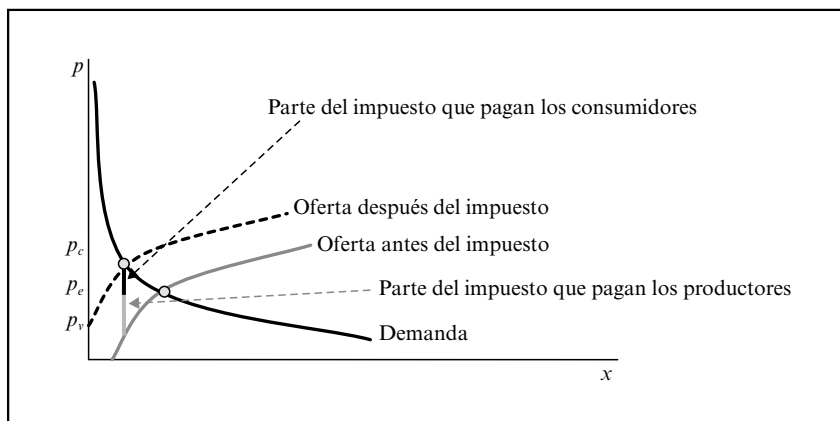 p
Parte del impuesto que pagan los consumidores
Oferta después del impuesto
p_c
Oferta antes del impuesto
p_e
Parte del impuesto que pagan los productores
p_v
Demanda
x